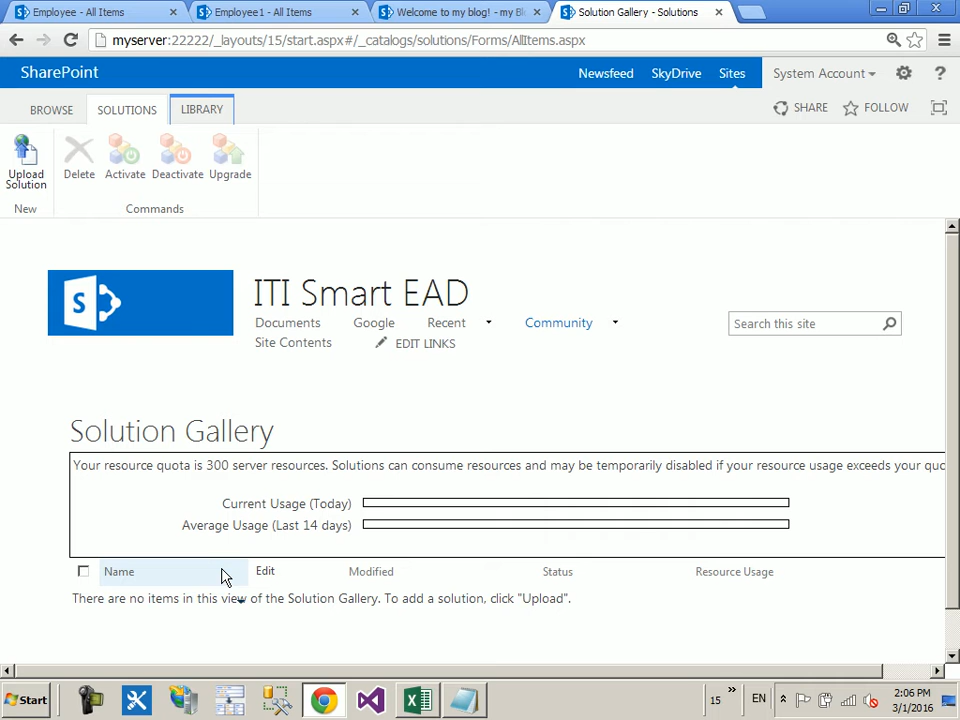 Employee - All Items
Employee1 - All Items
Welcome to my blog! - my Bl
Solution Gallery - Solutions
myserver:22222/_layouts/15/start.aspx#/_catalogs/solutions/Forms/AllItems.aspx
SharePoint
Newsfeed SkyDrive Sites System Account ?
BROWSE SOLUTIONS LIBRARY SHARE FOLLOW
Upload Solution
Delete Activate Deactivate Upgrade
New Commands
S
ITI Smart EAD
Documents Google Recent Community
Site Contents EDIT LINKS
Search this site
Solution Gallery
Your resource quota is 300 server resources. Solutions can consume resources and may be temporarily disabled if your resource usage exceeds your quo
Current Usage (Today)
Average Usage (Last 14 days)
Name Edit Modified Status Resource Usage
There are no items in this view of the Solution Gallery. To add a solution, click "Upload".
Start
15 » EN
2:06 PM
3/1/2016